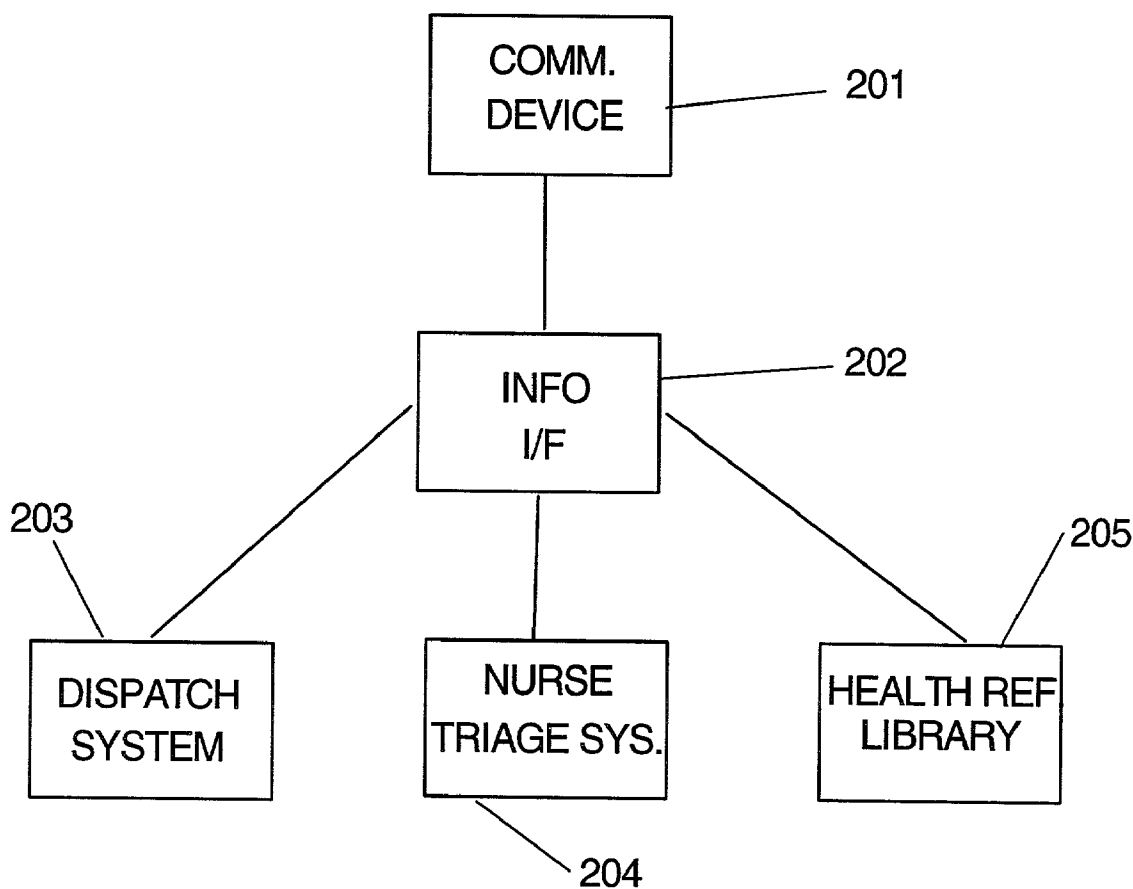 COMM.
DEVICE
201
INFO
I/F
202
203
205
DISPATCH
SYSTEM
NURSE
TRIAGE SYS.
HEALTH REF
LIBRARY
204